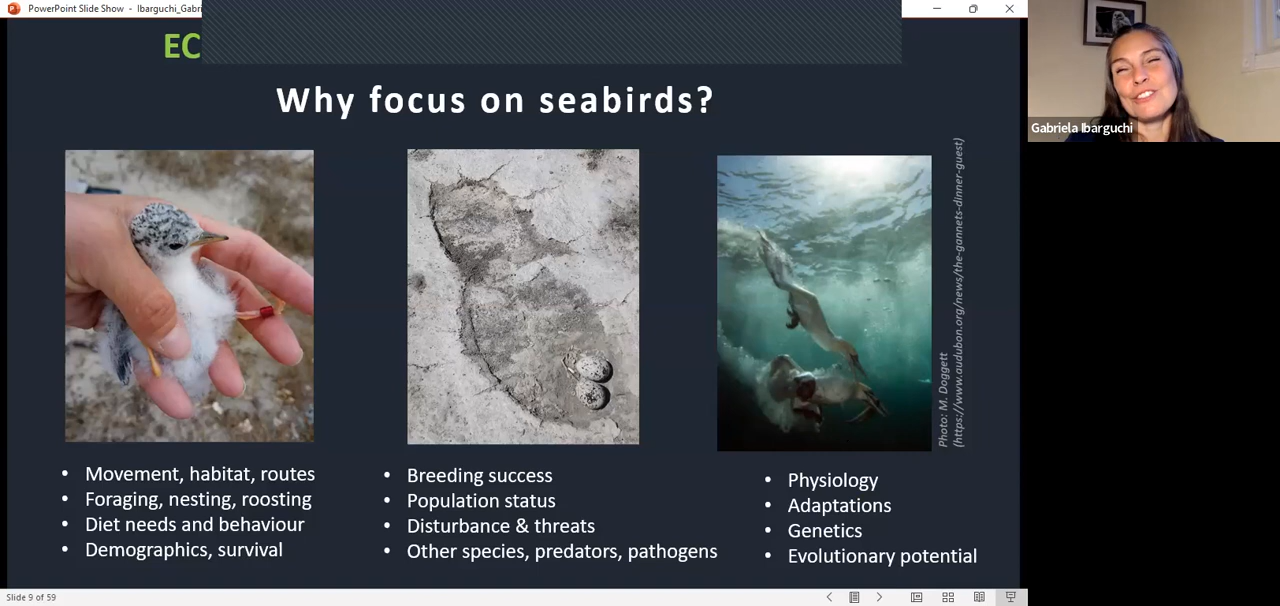 PowerPoint Slide Show - Ibarguchi_Gabri
EC
Why focus on seabirds?
Gabriela Ibarguchi
Photo: M. Doggett
(https://www.audubon.org/news/the-gannets-dinner-guest)
• Movement, habitat, routes
• Foraging, nesting, roosting
• Diet needs and behaviour
• Demographics, survival
• Breeding success
• Population status
• Disturbance & threats
• Other species, predators, pathogens
• Physiology
• Adaptations
• Genetics
• Evolutionary potential
Slide 9 of 59